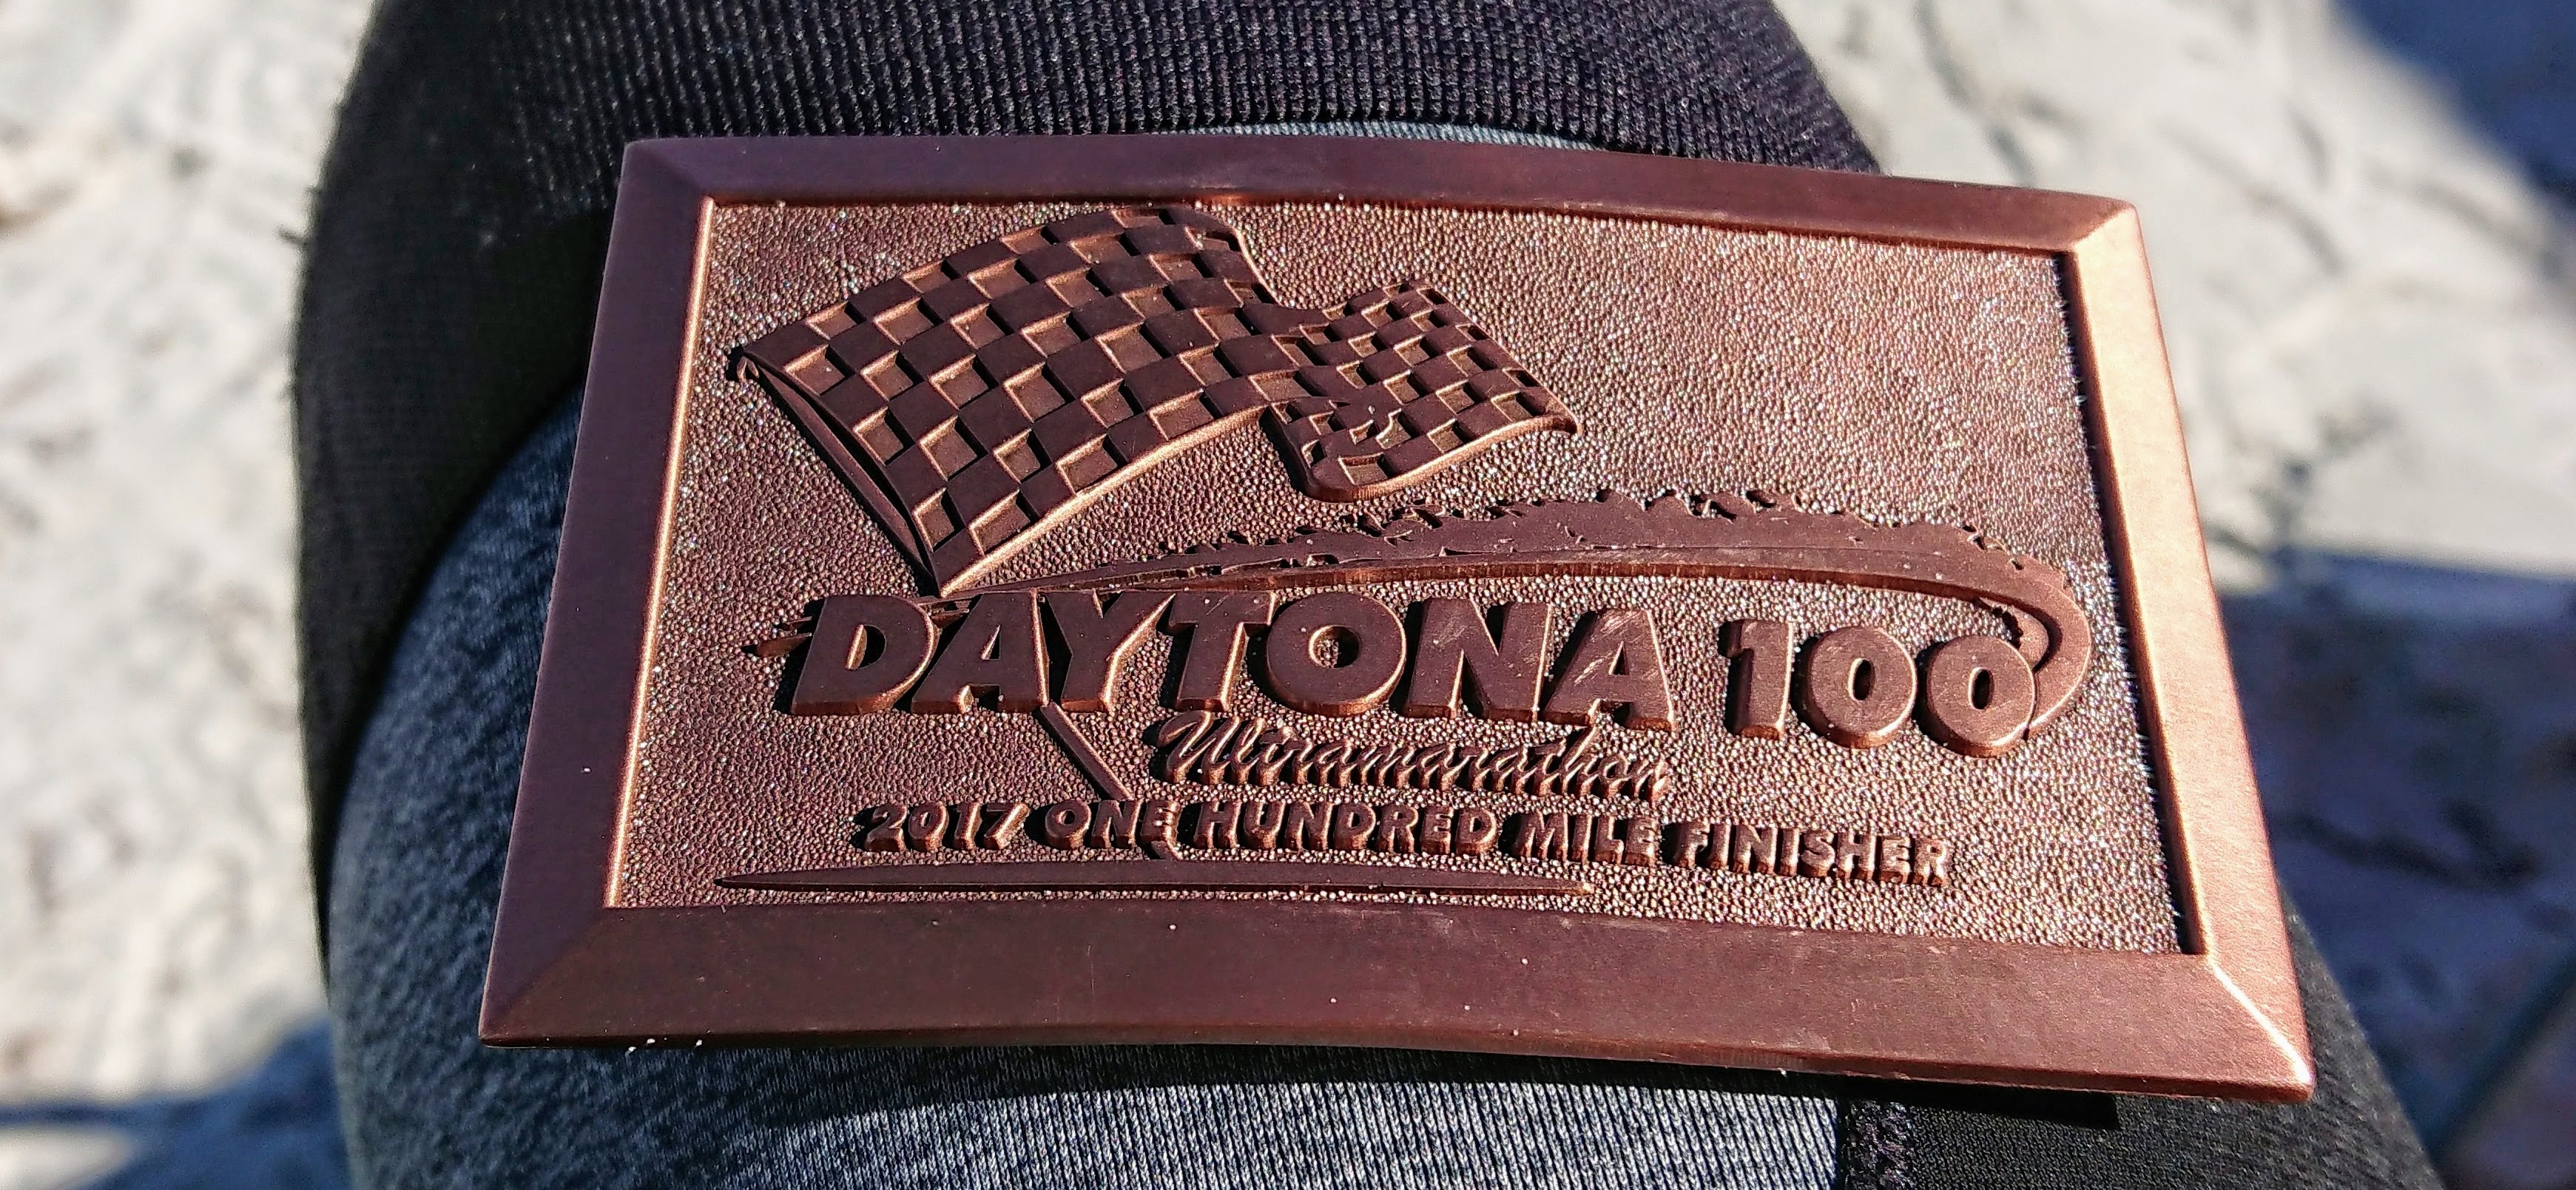 DAYTONA 100
Ultramarathon
2017 ONE HUNDRED MILE FINISHER